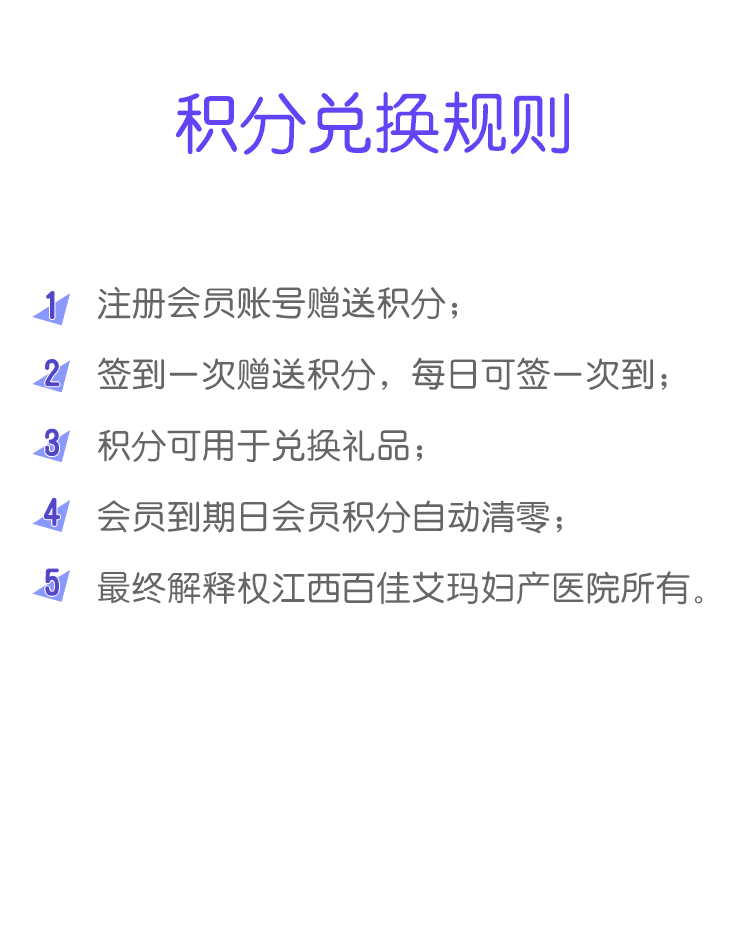 积分兑换规则
1 注册会员账号赠送积分；
2 签到一次赠送积分，每日可签一次到；
3 积分可用于兑换礼品；
4 会员到期日会员积分自动清零；
5 最终解释权江西百佳艾玛妇产医院所有。